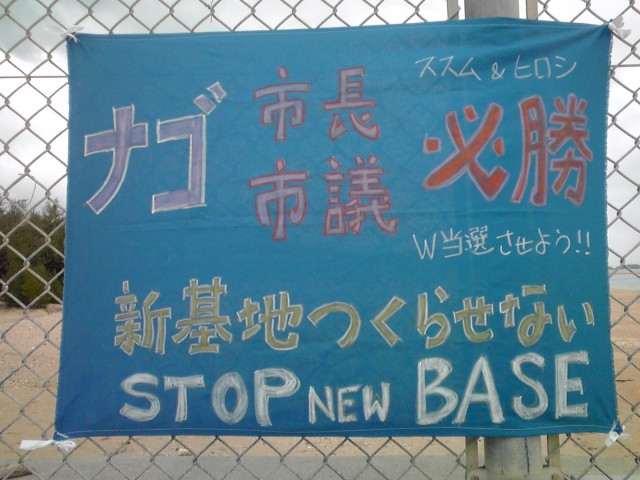 ススム & ヒロシ
ナゴ 市長 必勝
市議
W当選させよう!!
新基地つくらせない
STOP NEW BASE